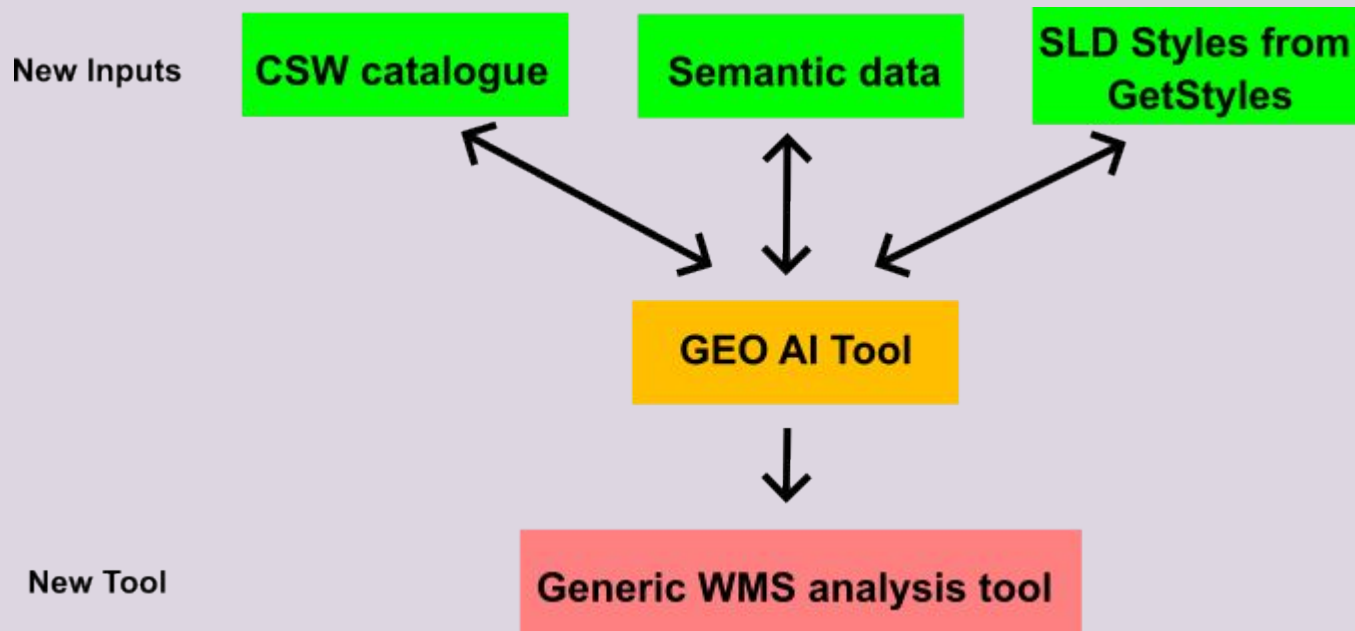 New Inputs
CSW catalogue
Semantic data
SLD Styles from
GetStyles
GEO AI Tool
New Tool
Generic WMS analysis tool